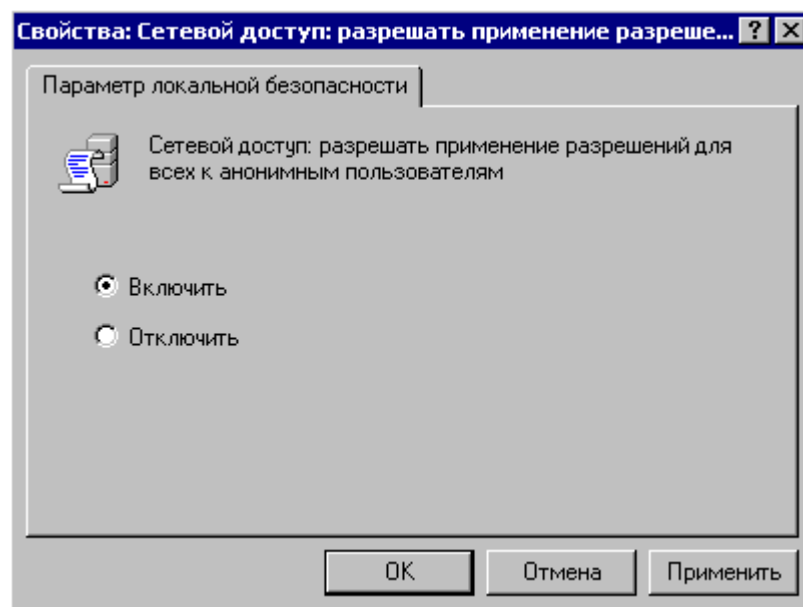 Свойства: Сетевой доступ: разрешать применение разреше...
Параметр локальной безопасности
Сетевой доступ: разрешать применение разрешений для
всех к анонимным пользователям
Включить
Отключить
OK Отмена Применить